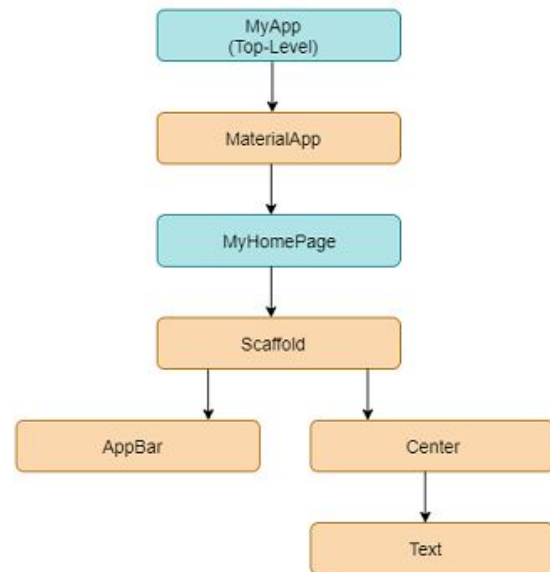 MyApp
(Top-Level)
MaterialApp
MyHomePage
Scaffold
AppBar
Center
Text